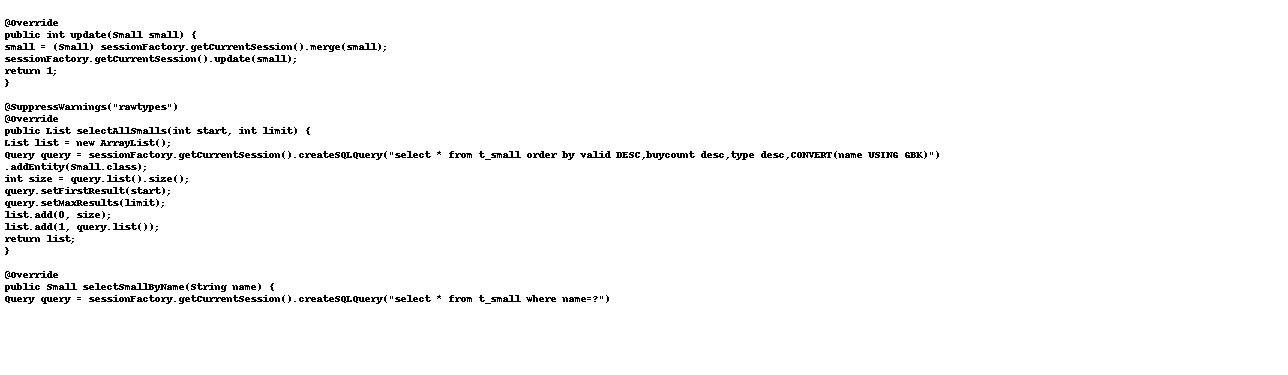 @Override
public int update(Small small) {
small = (Small) sessionFactory.getCurrentSession().merge(small);
sessionFactory.getCurrentSession().update(small);
return 1;
}
@SuppressWarnings("rawtypes")
@Override
public List selectAllSmalls(int start, int limit) {
List list = new ArrayList();
Query query = sessionFactory.getCurrentSession().createSQLQuery("select * from t_small order by valid DESC,buycount desc,type desc,CONVERT(name USING GBK)")
.addEntity(Small.class);
int size = query.list().size();
query.setFirstResult(start);
query.setMaxResults(limit);
list.add(0, size);
list.add(1, query.list());
return list;
}
@Override
public Small selectSmallByName(String name) {
Query query = sessionFactory.getCurrentSession().createSQLQuery("select * from t_small where name=?")